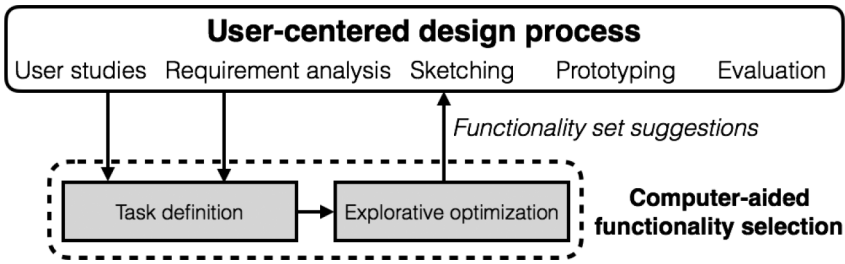 User-centered design process
User studies Requirement analysis Sketching Prototyping Evaluation
Functionality set suggestions
Task definition Explorative optimization
Computer-aided
functionality selection